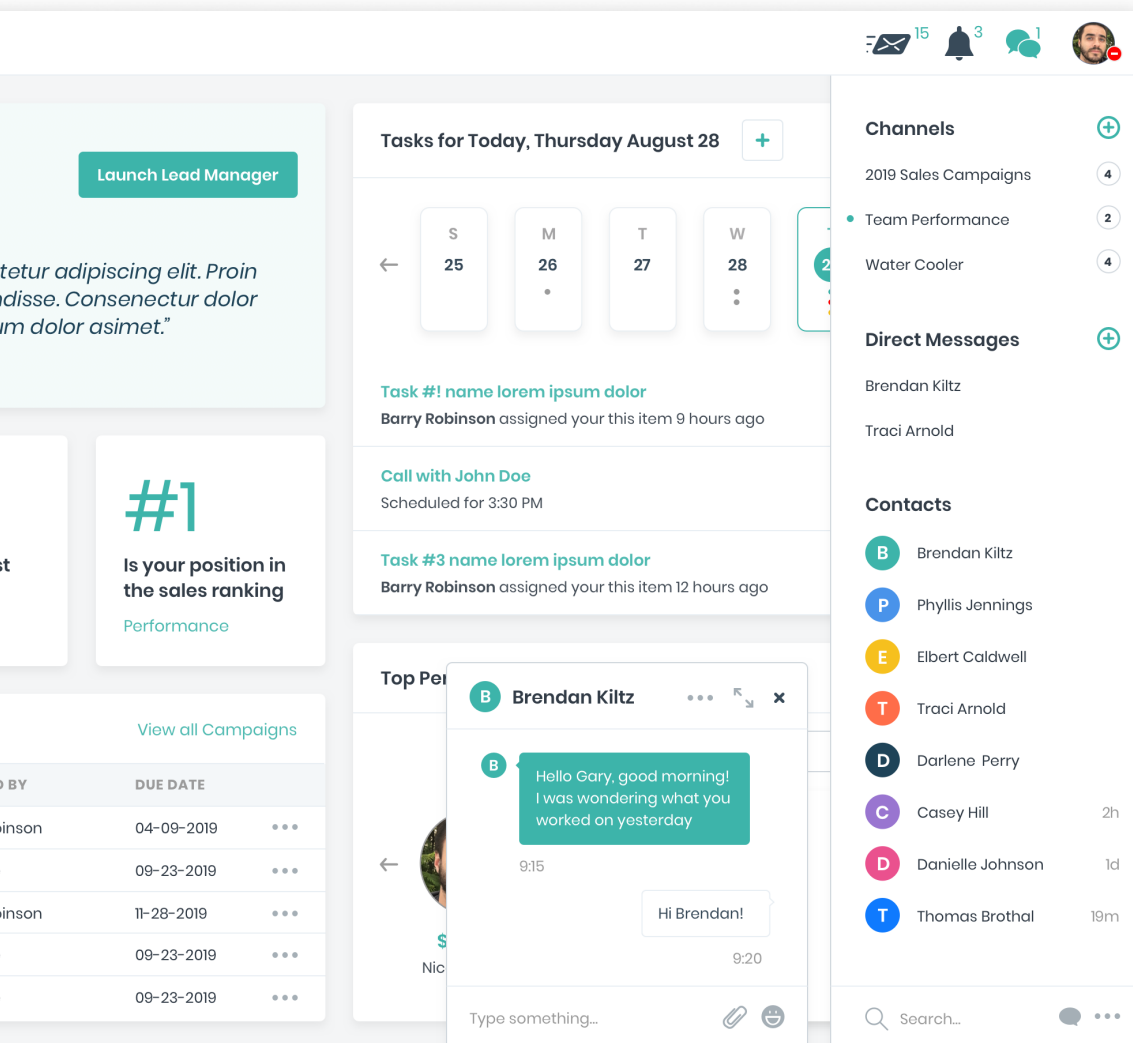 15
3
1
Launch Lead Manager
tetur adipiscing elit. Proin
ndisse. Consenectur dolor
um dolor asimet.”
#1
Is your position in
the sales ranking
Performance
View all Campaigns
BY
DUE DATE
04-09-2019
09-23-2019
11-28-2019
09-23-2019
09-23-2019
Tasks for Today, Thursday August 28
+
S
25
M
26
T
27
W
28
Task #! name lorem ipsum dolor
Barry Robinson assigned your this item 9 hours ago
Call with John Doe
Scheduled for 3:30 PM
Task #3 name lorem ipsum dolor
Barry Robinson assigned your this item 12 hours ago
Top Per
$
Nic
B
Brendan Kiltz
B
Hello Gary, good morning!
I was wondering what you
worked on yesterday
9:15
Hi Brendan!
9:20
Type something...
Channels
2019 Sales Campaigns
4
Team Performance
2
Water Cooler
4
Direct Messages
Brendan Kiltz
Traci Arnold
Contacts
B Brendan Kiltz
P Phyllis Jennings
E Elbert Caldwell
T Traci Arnold
D Darlene Perry
C Casey Hill 2h
D Danielle Johnson 1d
T Thomas Brothal 19m
Search...